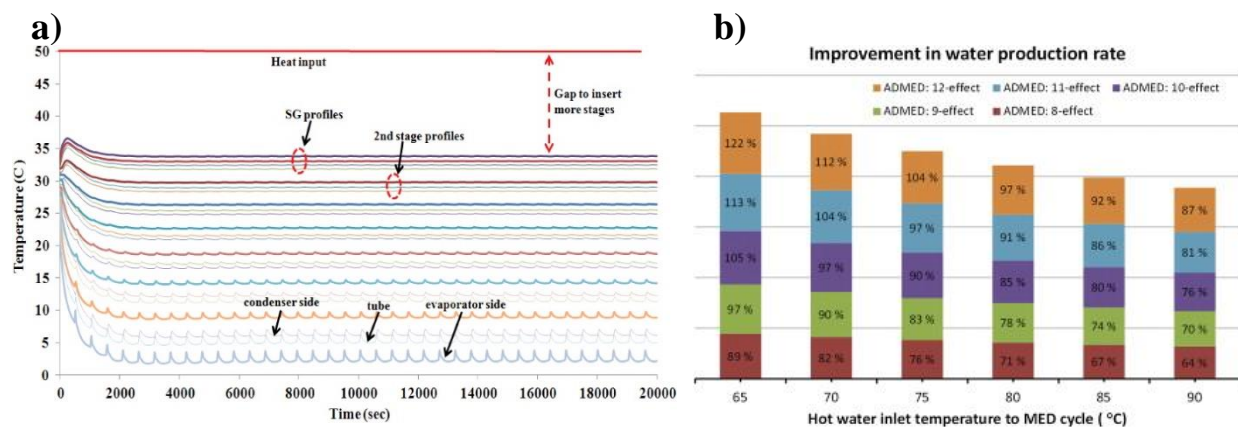 a)
50
45
40
35
30
25
20
15
10
5
0
Temperature (C)
Heat input
SG profiles
2nd stage profiles
Gap to insert
more stages
condenser side
tube
evaporator side
0 2000 4000 6000 8000 10000 12000 14000 16000 18000 20000
Time (sec)
b)
Improvement in water production rate
ADMED: 12-effect ADMED: 11-effect ADMED: 10-effect
ADMED: 9-effect ADMED: 8-effect
122 % 112 % 104 % 97 % 92 % 87 %
113 % 104 % 97 % 91 % 86 % 81 %
105 % 97 % 90 % 85 % 80 % 76 %
97 % 90 % 83 % 78 % 74 % 70 %
89 % 82 % 76 % 71 % 67 % 64 %
65 70 75 80 85 90
Hot water inlet temperature to MED cycle ( °C)